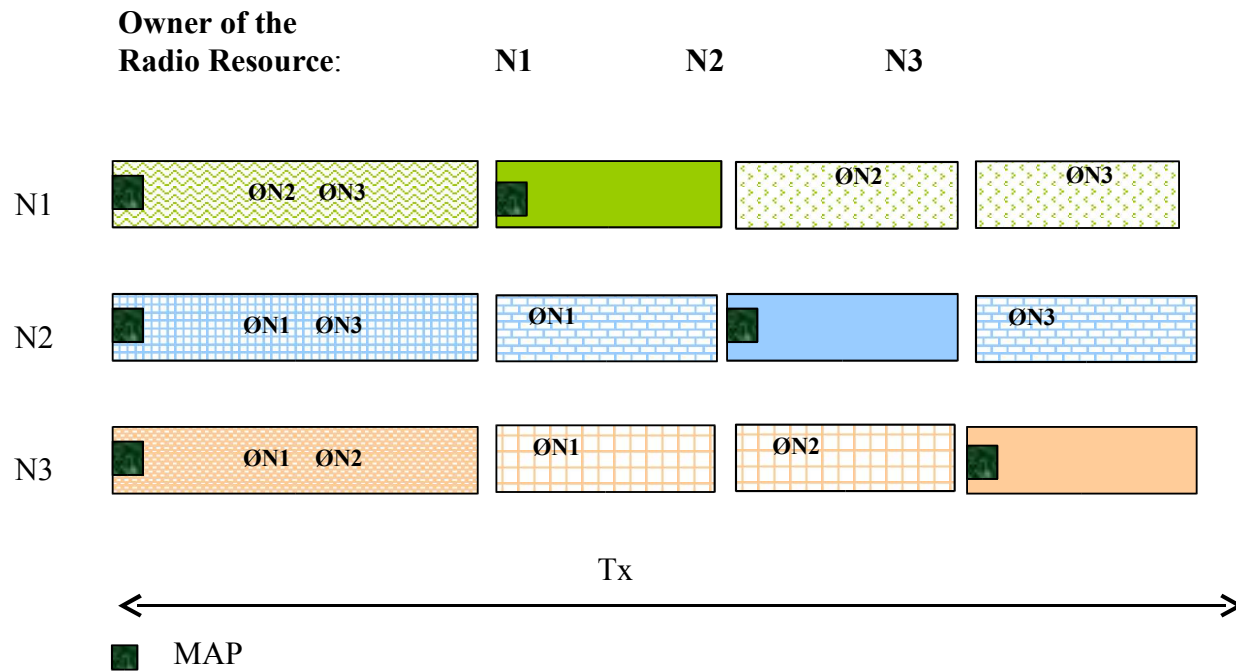 Owner of the
Radio Resource: N1 N2 N3
N1 ØN2 ØN3 ØN2 ØN3
N2 ØN1 ØN3 ØN1 ØN3
N3 ØN1 ØN2 ØN1 ØN2
Tx
MAP